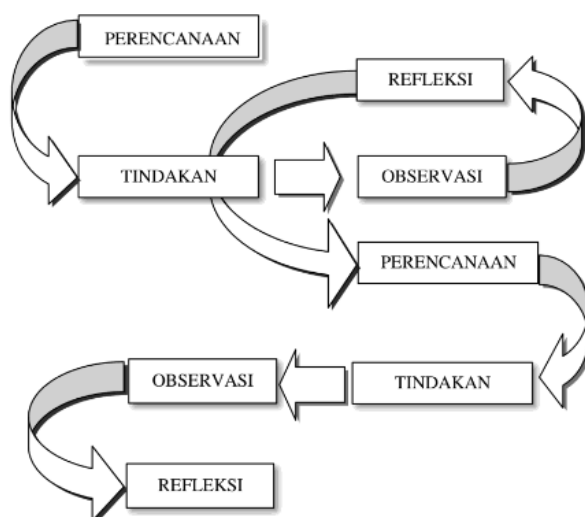 PERENCANAAN
REFLEKSI
TINDAKAN
OBSERVASI
PERENCANAAN
OBSERVASI
TINDAKAN
REFLEKSI